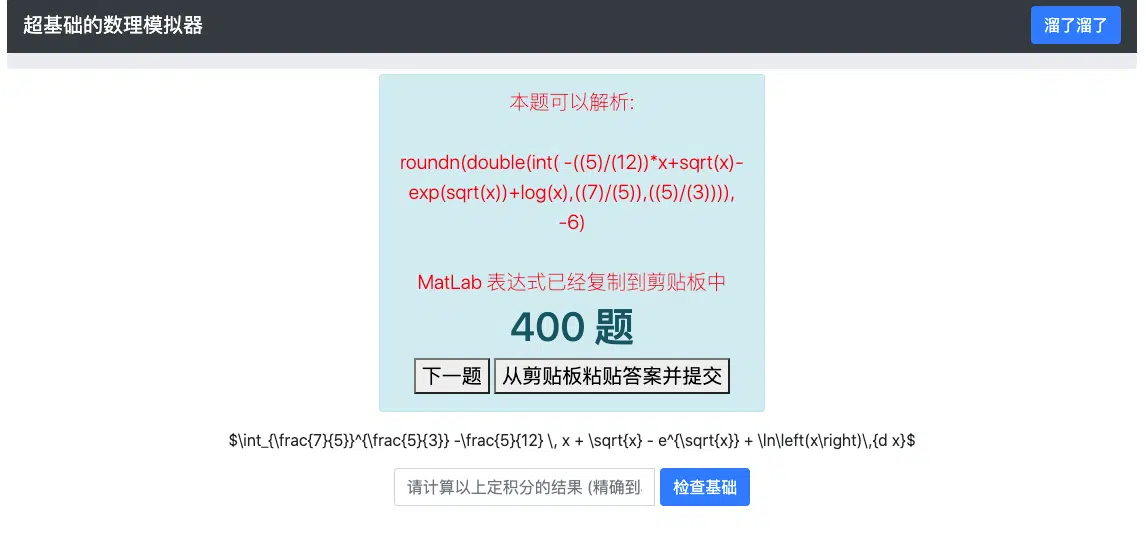 超基础的数理模拟器
溜了溜了
本题可以解析:
roundn(double(int( -((5)/(12))*x+sqrt(x)-
exp(sqrt(x))+log(x),((7)/(5)),((5)/(3)))),
-6)
MatLab 表达式已经复制到剪贴板中
400 题
下一题 从剪贴板粘贴答案并提交
$\int_{\frac{7}{5}}^{\frac{5}{3}} -\frac{5}{12} \, x + \sqrt{x} - e^{\sqrt{x}} + \ln\left(x\right)\,{d x}$
请计算以上定积分的结果 (精确到
检查基础